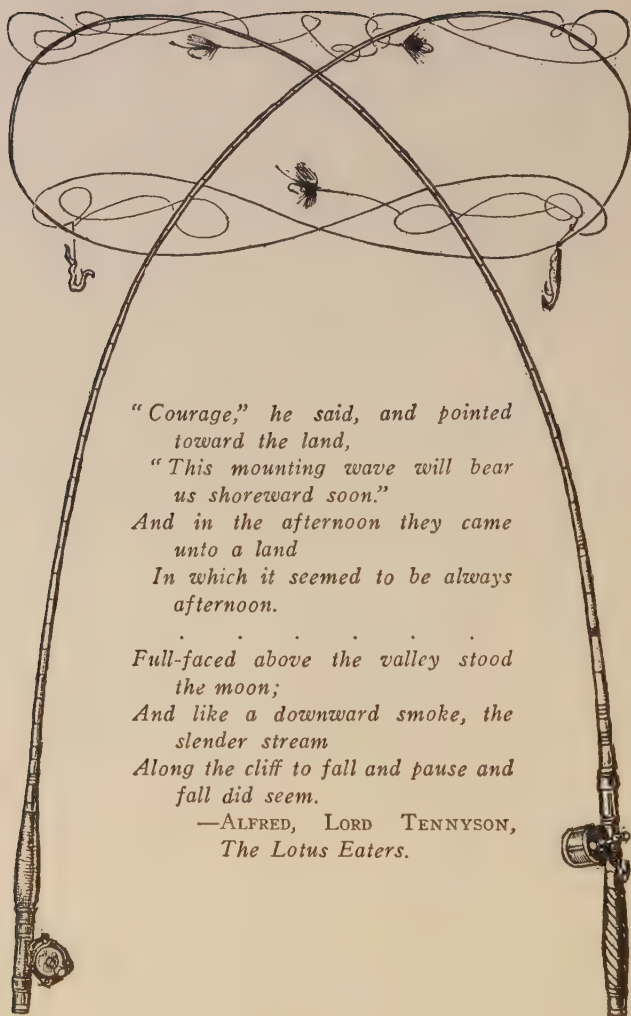 “Courage,” he said, and pointed
toward the land,
“This mounting wave will bear
us shoreward soon.”
And in the afternoon they came
unto a land
In which it seemed to be always
afternoon.
. . . . . .
Full-faced above the valley stood
the moon;
And like a downward smoke, the
slender stream
Along the cliff to fall and pause and
fall did seem.
—ALFRED, LORD TENNYSON,
The Lotus Eaters.